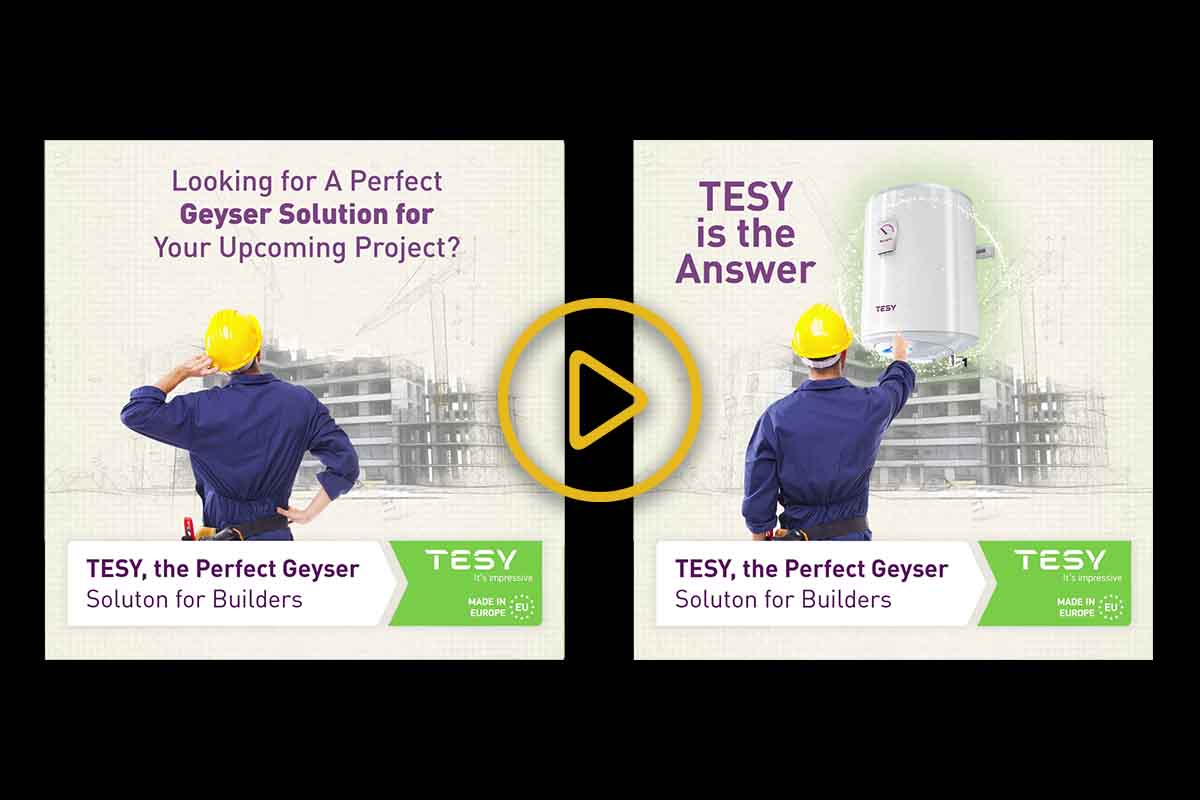 Looking for A Perfect
Geyser Solution for
Your Upcoming Project?
TESY, the Perfect Geyser
Soluton for Builders
TESY
It's impressive
MADE IN
EUROPE
EU
TESY
is the
Answer
TESY
TESY, the Perfect Geyser
Soluton for Builders
TESY
It's impressive
MADE IN
EUROPE
EU